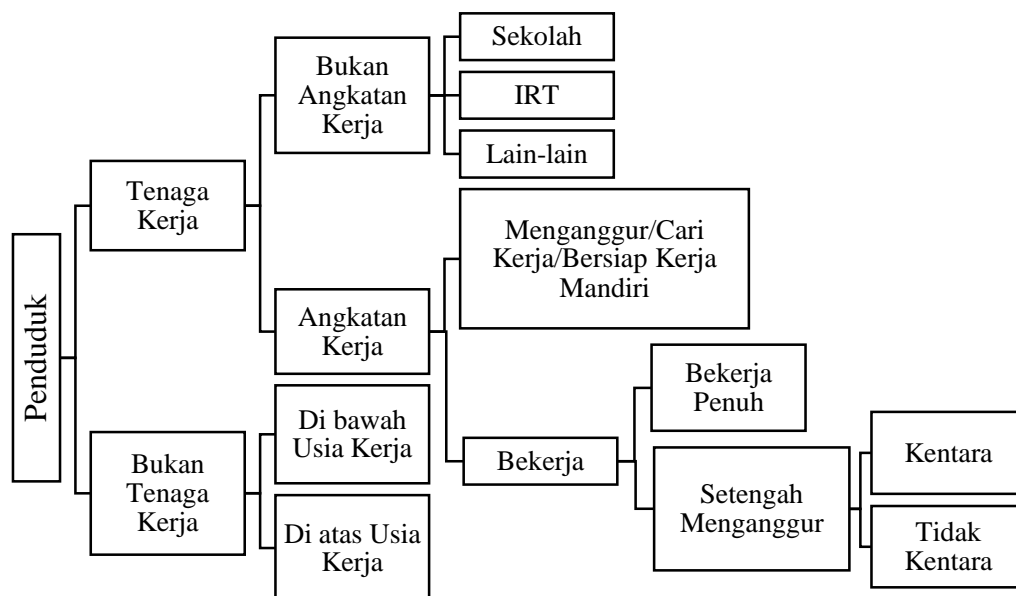 Penduduk
Tenaga
Kerja
Bukan
Angkatan
Kerja
Sekolah
IRT
Lain-lain
Angkatan
Kerja
Menganggur/Cari
Kerja/Bersiap Kerja
Mandiri
Bekerja
Bekerja
Penuh
Setengah
Menganggur
Kentara
Tidak
Kentara
Bukan
Tenaga
Kerja
Di bawah
Usia Kerja
Di atas Usia
Kerja